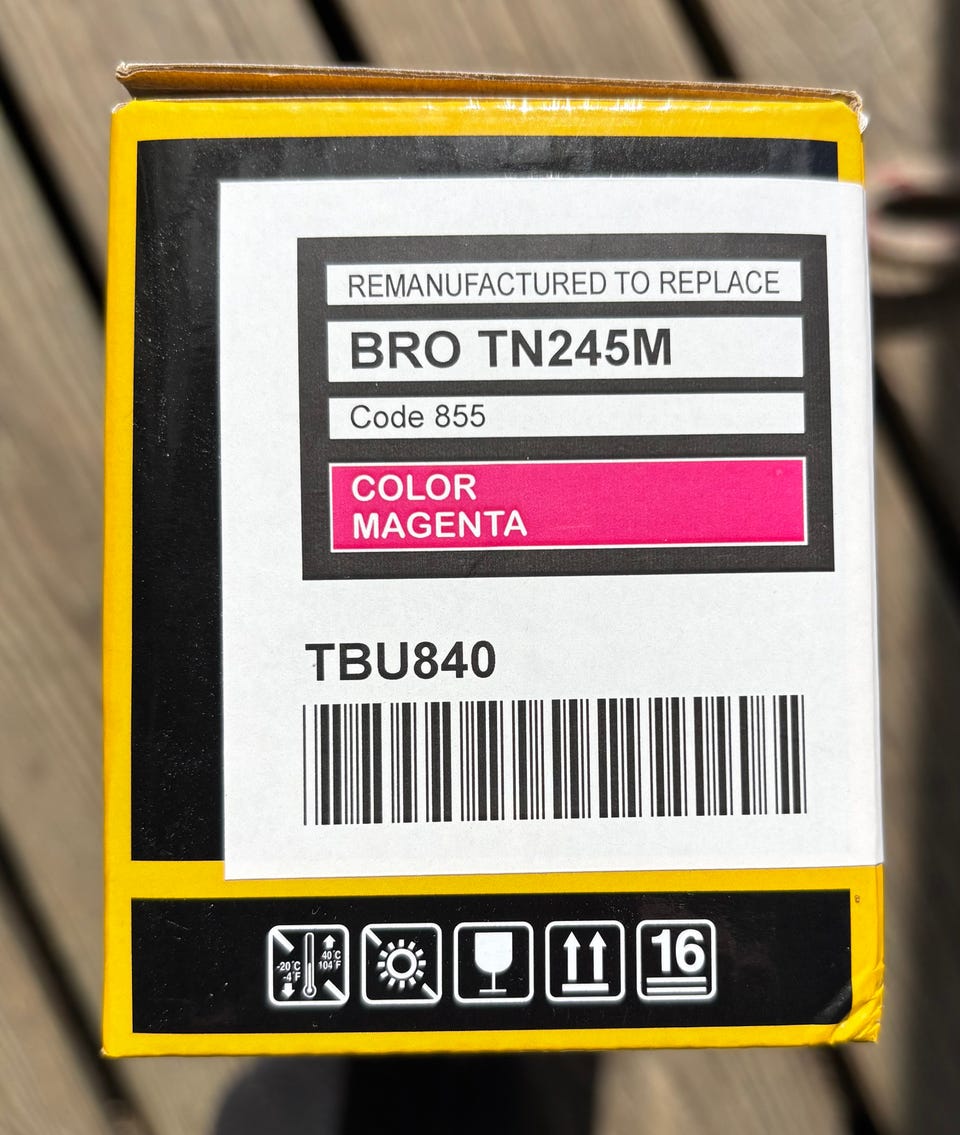 REMANUFACTURED TO REPLACE
BRO TN245M
Code 855
COLOR
MAGENTA
TBU840
-20°C
-4°F
40°C
104°F
16